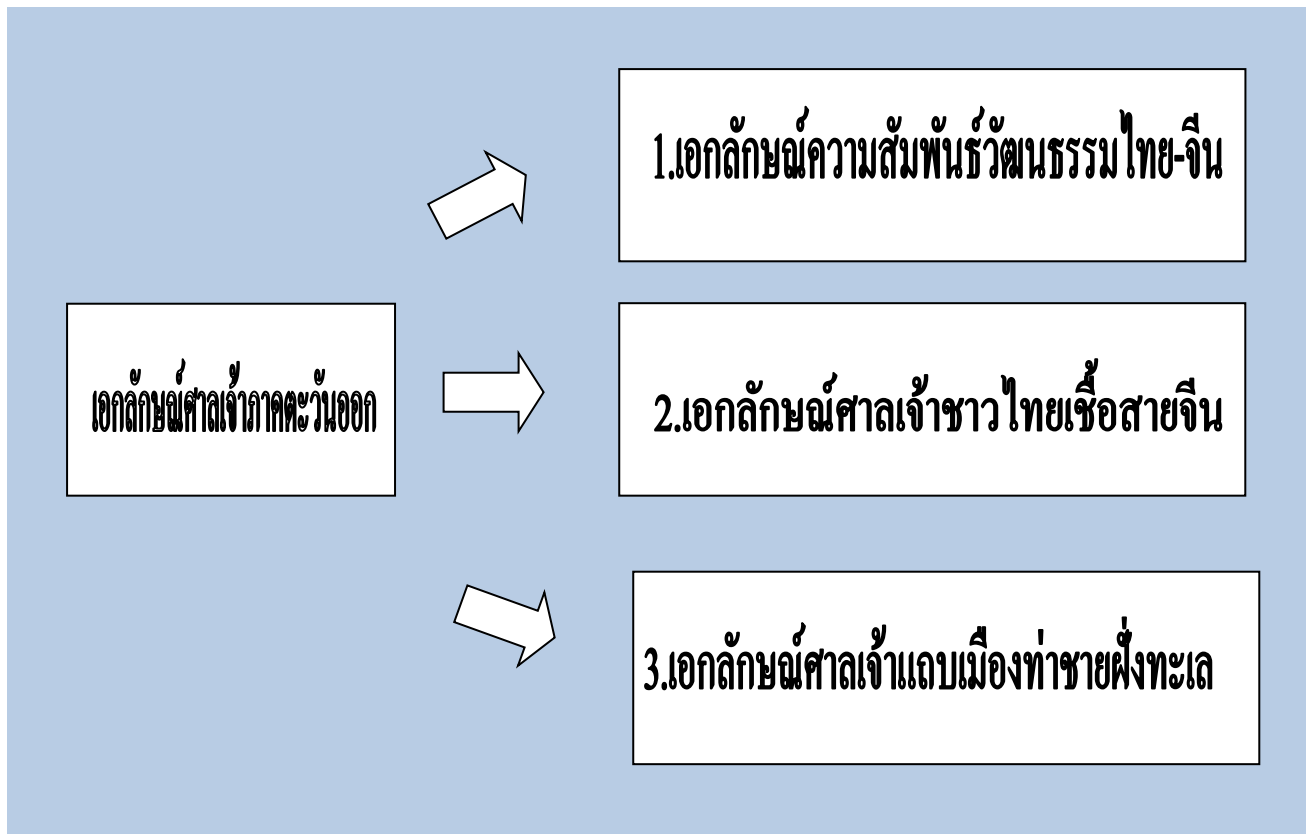 1.เอกลักษณ์ความสัมพันธ์วัฒนธรรมไทย-จีน
เอกลักษณ์ศาลเจ้าภาคตะวันออก
2.เอกลักษณ์ศาลเจ้าชาวไทยเชื้อสายจีน
3.เอกลักษณ์ศาลเจ้าแถบเมืองท่าชายฝั่งทะเล